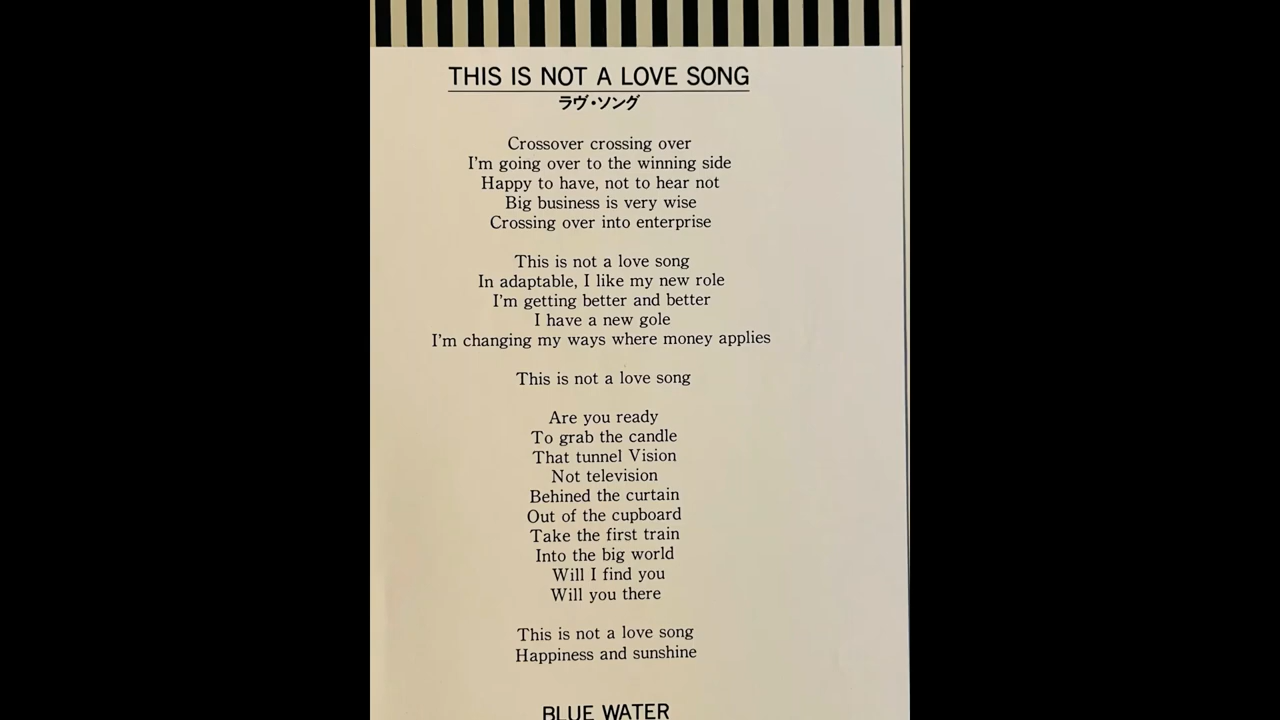 THIS IS NOT A LOVE SONG
ラヴ・ソング
Crossover crossing over
I'm going over to the winning side
Happy to have, not to hear not
Big business is very wise
Crossing over into enterprise
This is not a love song
In adaptable, I like my new role
I'm getting better and better
I have a new gole
I'm changing my ways where money applies
This is not a love song
Are you ready
To grab the candle
That tunnel Vision
Not television
Behined the curtain
Out of the cupboard
Take the first train
Into the big world
Will I find you
Will you there
This is not a love song
Happiness and sunshine
BLUE WATER